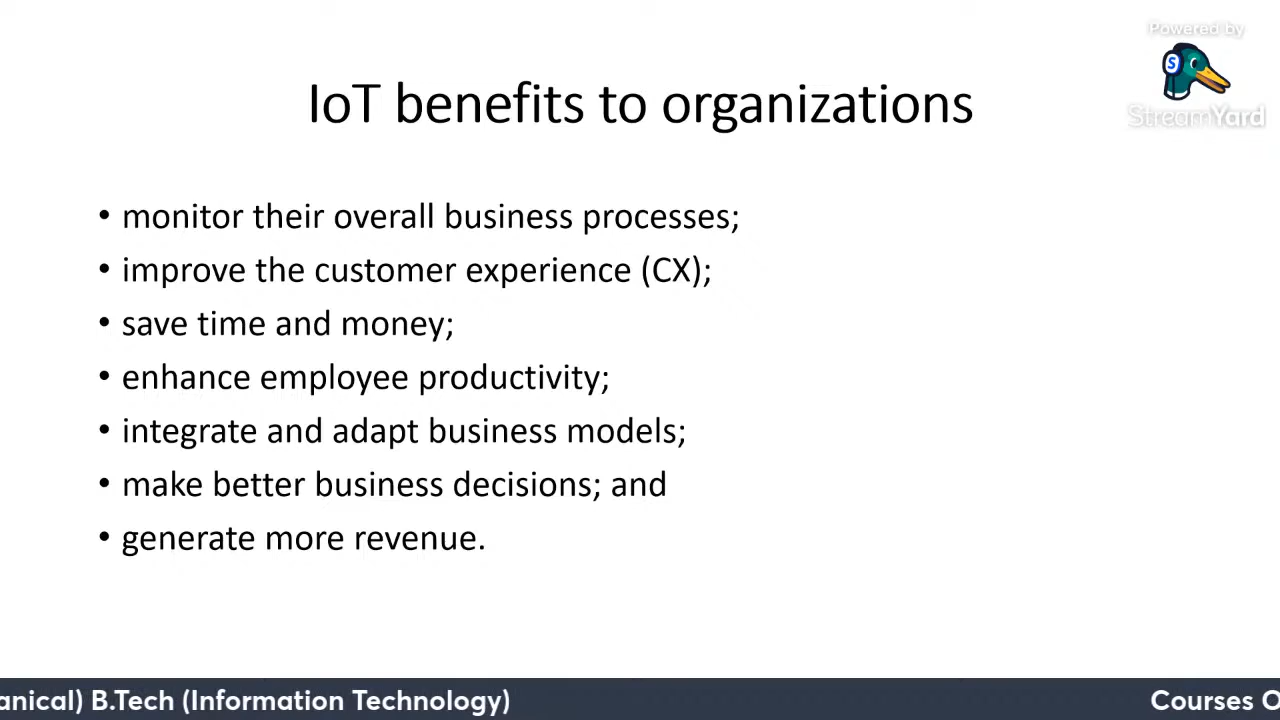 Powered by
S
StreamYard
IoT benefits to organizations
• monitor their overall business processes;
• improve the customer experience (CX);
• save time and money;
• enhance employee productivity;
• integrate and adapt business models;
• make better business decisions; and
• generate more revenue.
anical) B.Tech (Information Technology)
Courses O